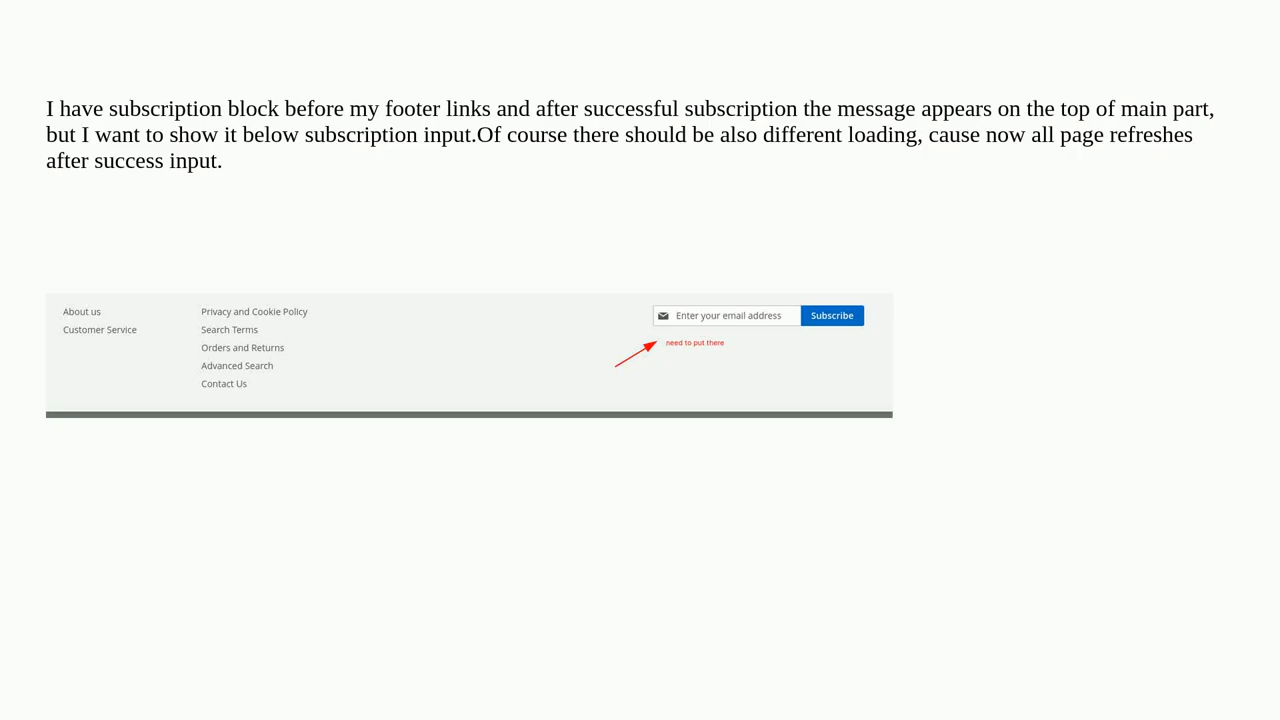 I have subscription block before my footer links and after successful subscription the message appears on the top of main part,
but I want to show it below subscription input.Of course there should be also different loading, cause now all page refreshes
after success input.
About us
Customer Service
Privacy and Cookie Policy
Search Terms
Orders and Returns
Advanced Search
Contact Us
Enter your email address
Subscribe
need to put there